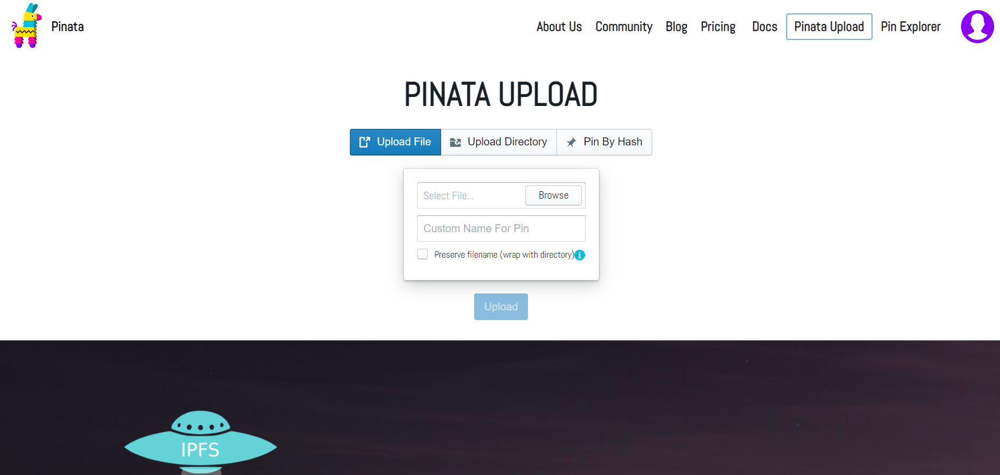 Pinata
About Us Community Blog Pricing Docs Pinata Upload Pin Explorer
PINATA UPLOAD
Upload File Upload Directory Pin By Hash
Select File... Browse
Custom Name For Pin
Preserve filename (wrap with directory)
Upload
IPFS